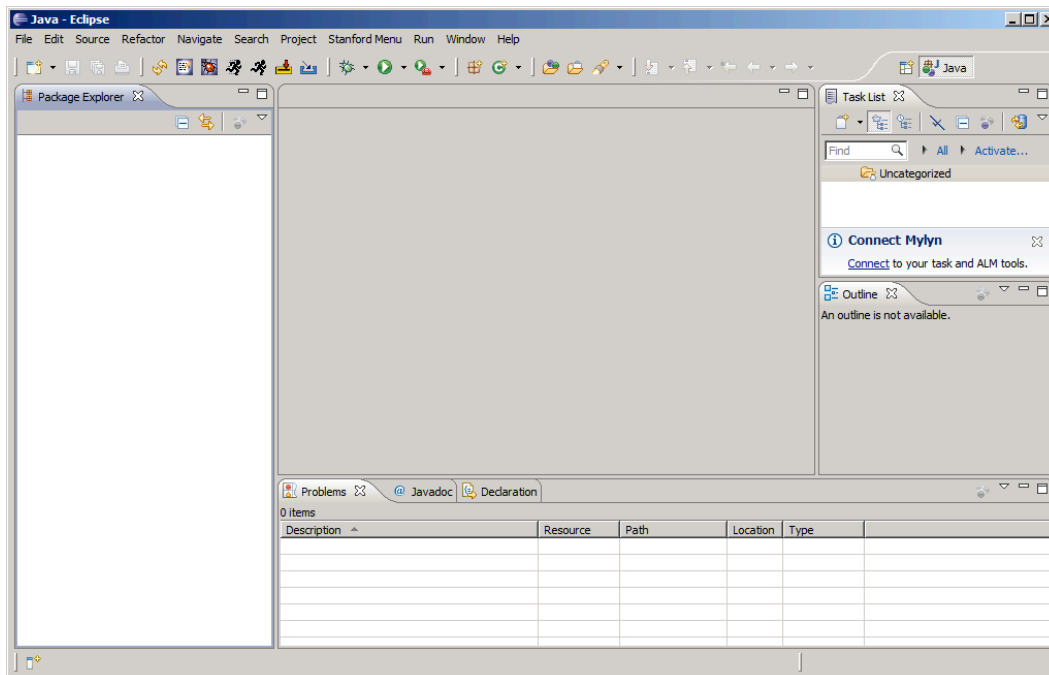 Java - Eclipse
File Edit Source Refactor Navigate Search Project Stanford Menu Run Window Help
Java
Package Explorer
Task List
Find All Activate...
Uncategorized
Connect Mylyn
Connect to your task and ALM tools.
Outline
An outline is not available.
Problems @ Javadoc Declaration
0 items
Description Resource Path Location Type